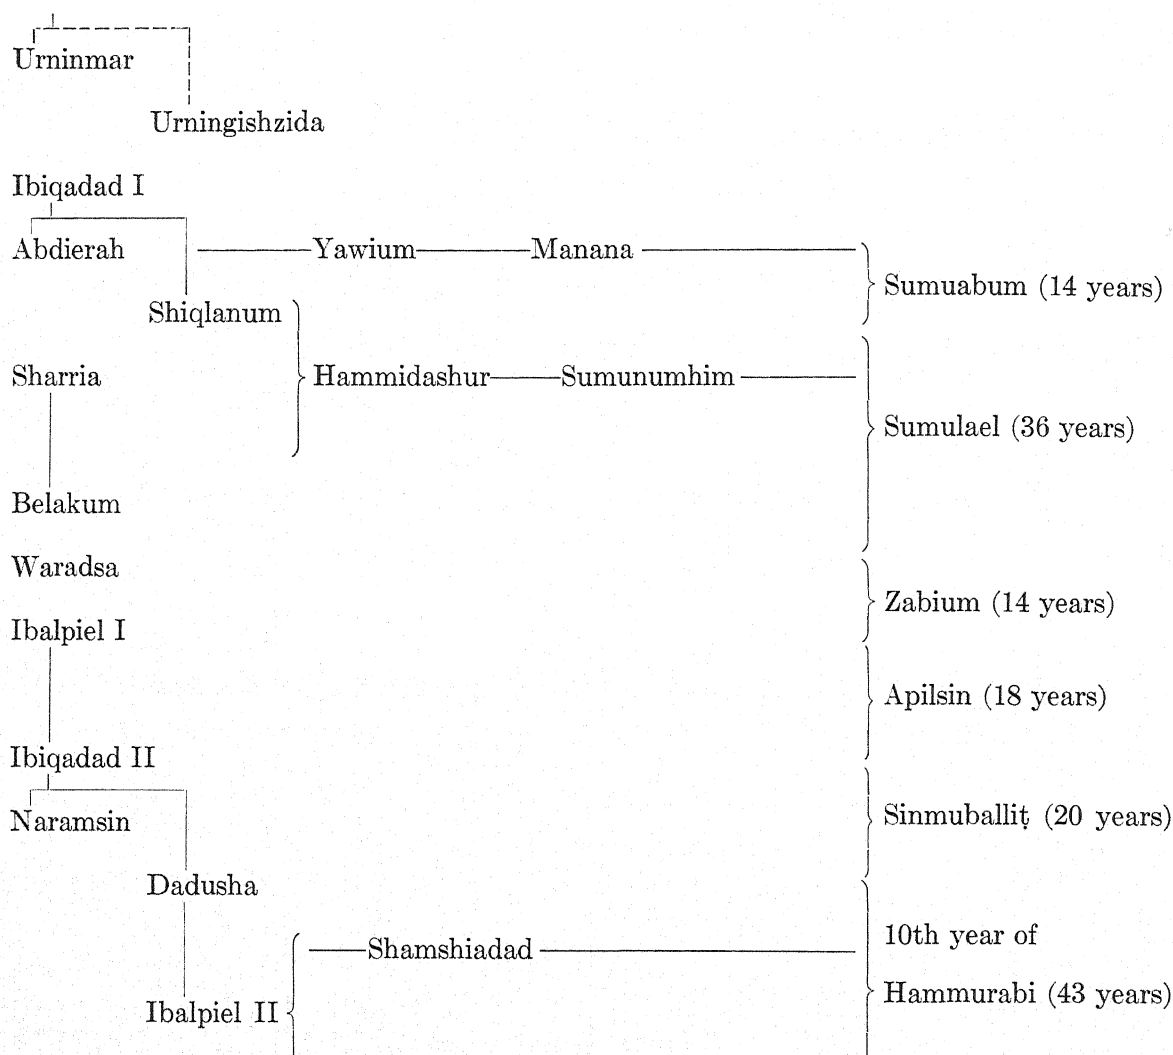 Urninmar
Urningishzida
Ibiqadad I
Abdierah Yawium Manana
Sumuabum (14 years)
Shiqlanum
Sharria Hammidashur Sumunumhim
Sumulael (36 years)
Belakum
Waradsa
Zabium (14 years)
Ibalpiel I
Apilsin (18 years)
Ibiqadad II
Naramsin Sinmuballiṭ (20 years)
Dadusha
10th year of
Shamshiadad
Hammurabi (43 years)
Ibalpiel II